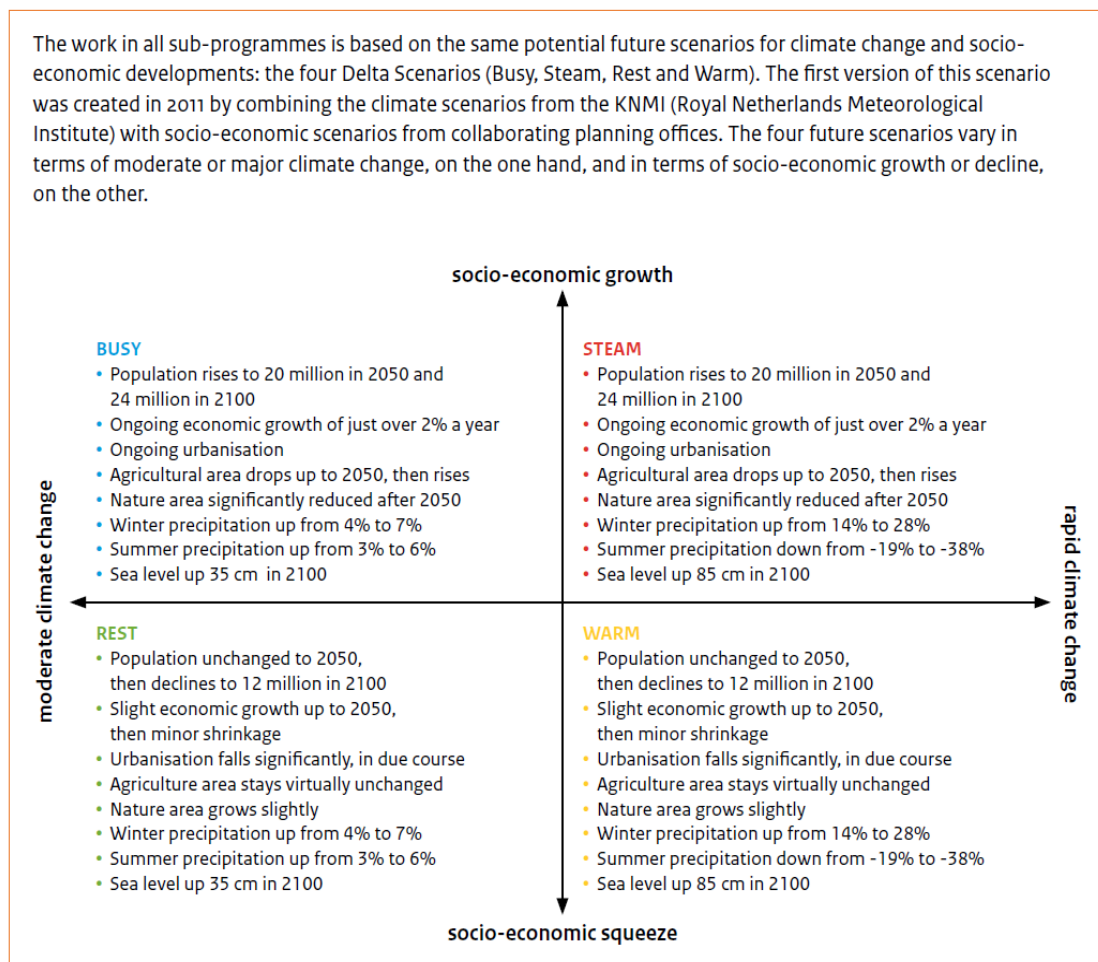 The work in all sub-programmes is based on the same potential future scenarios for climate change and socio-
economic developments: the four Delta Scenarios (Busy, Steam, Rest and Warm). The first version of this scenario
was created in 2011 by combining the climate scenarios from the KNMI (Royal Netherlands Meteorological
Institute) with socio-economic scenarios from collaborating planning offices. The four future scenarios vary in
terms of moderate or major climate change, on the one hand, and in terms of socio-economic growth or decline,
on the other.
socio-economic growth
moderate climate change
BUSY
• Population rises to 20 million in 2050 and
24 million in 2100
• Ongoing economic growth of just over 2% a year
• Ongoing urbanisation
• Agricultural area drops up to 2050, then rises
• Nature area significantly reduced after 2050
• Winter precipitation up from 4% to 7%
• Summer precipitation up from 3% to 6%
• Sea level up 35 cm in 2100
STEAM
• Population rises to 20 million in 2050 and
24 million in 2100
• Ongoing economic growth of just over 2% a year
• Ongoing urbanisation
• Agricultural area drops up to 2050, then rises
• Nature area significantly reduced after 2050
• Winter precipitation up from 14% to 28%
• Summer precipitation down from -19% to -38%
• Sea level up 85 cm in 2100
rapid climate change
REST
• Population unchanged to 2050,
then declines to 12 million in 2100
• Slight economic growth up to 2050,
then minor shrinkage
• Urbanisation falls significantly, in due course
• Agriculture area stays virtually unchanged
• Nature area grows slightly
• Winter precipitation up from 4% to 7%
• Summer precipitation up from 3% to 6%
• Sea level up 35 cm in 2100
WARM
• Population unchanged to 2050,
then declines to 12 million in 2100
• Slight economic growth up to 2050,
then minor shrinkage
• Urbanisation falls significantly, in due course
• Agriculture area stays virtually unchanged
• Nature area grows slightly
• Winter precipitation up from 14% to 28%
• Summer precipitation down from -19% to -38%
• Sea level up 85 cm in 2100
socio-economic squeeze